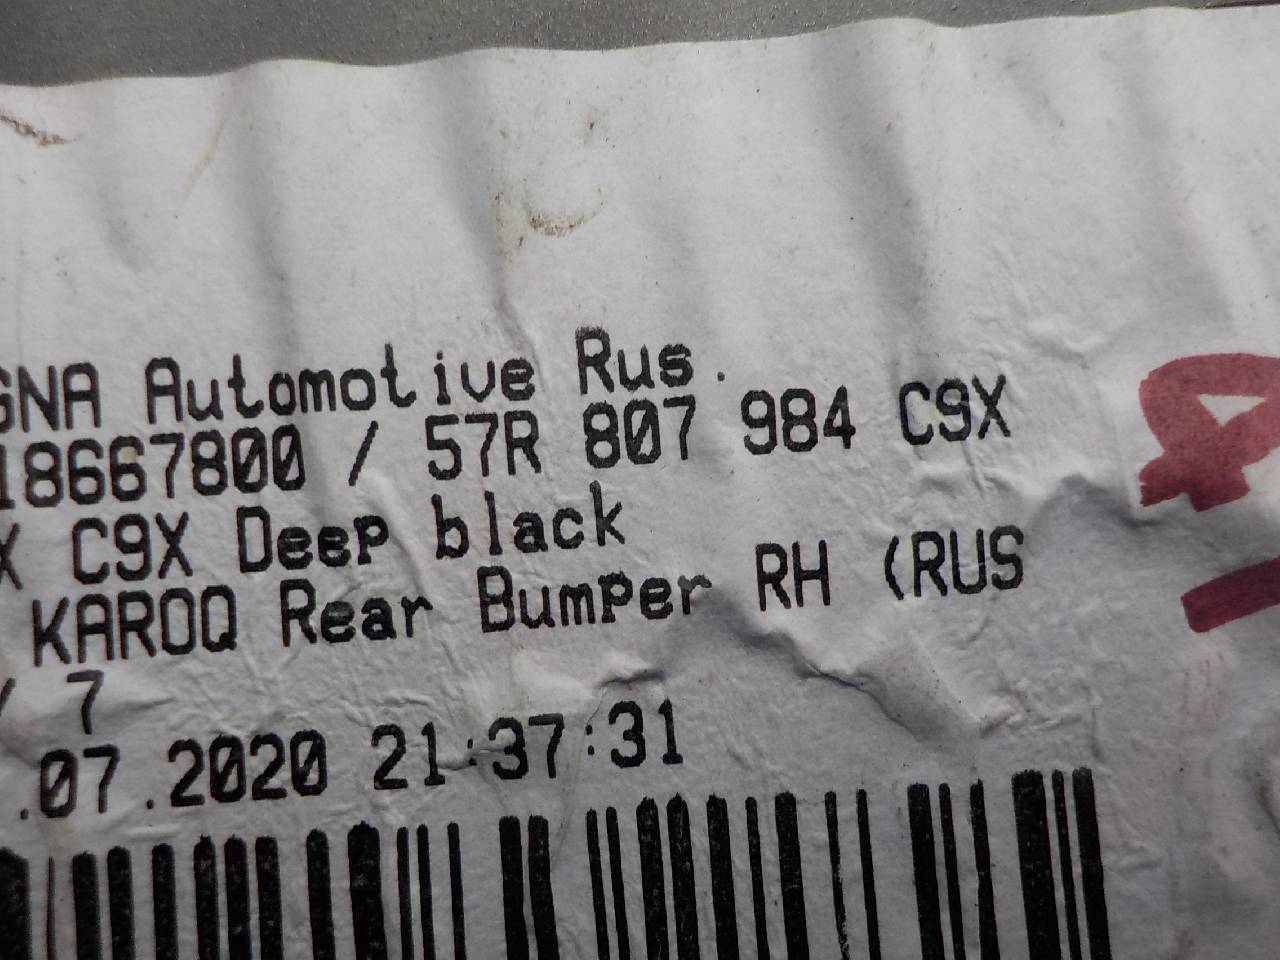 GNA Automotive Rus.
18667800 / 57R 807 984 C9X
X C9X Deep black
KAROQ Rear Bumper RH (RUS
/ 7
.07.2020 21:37:31